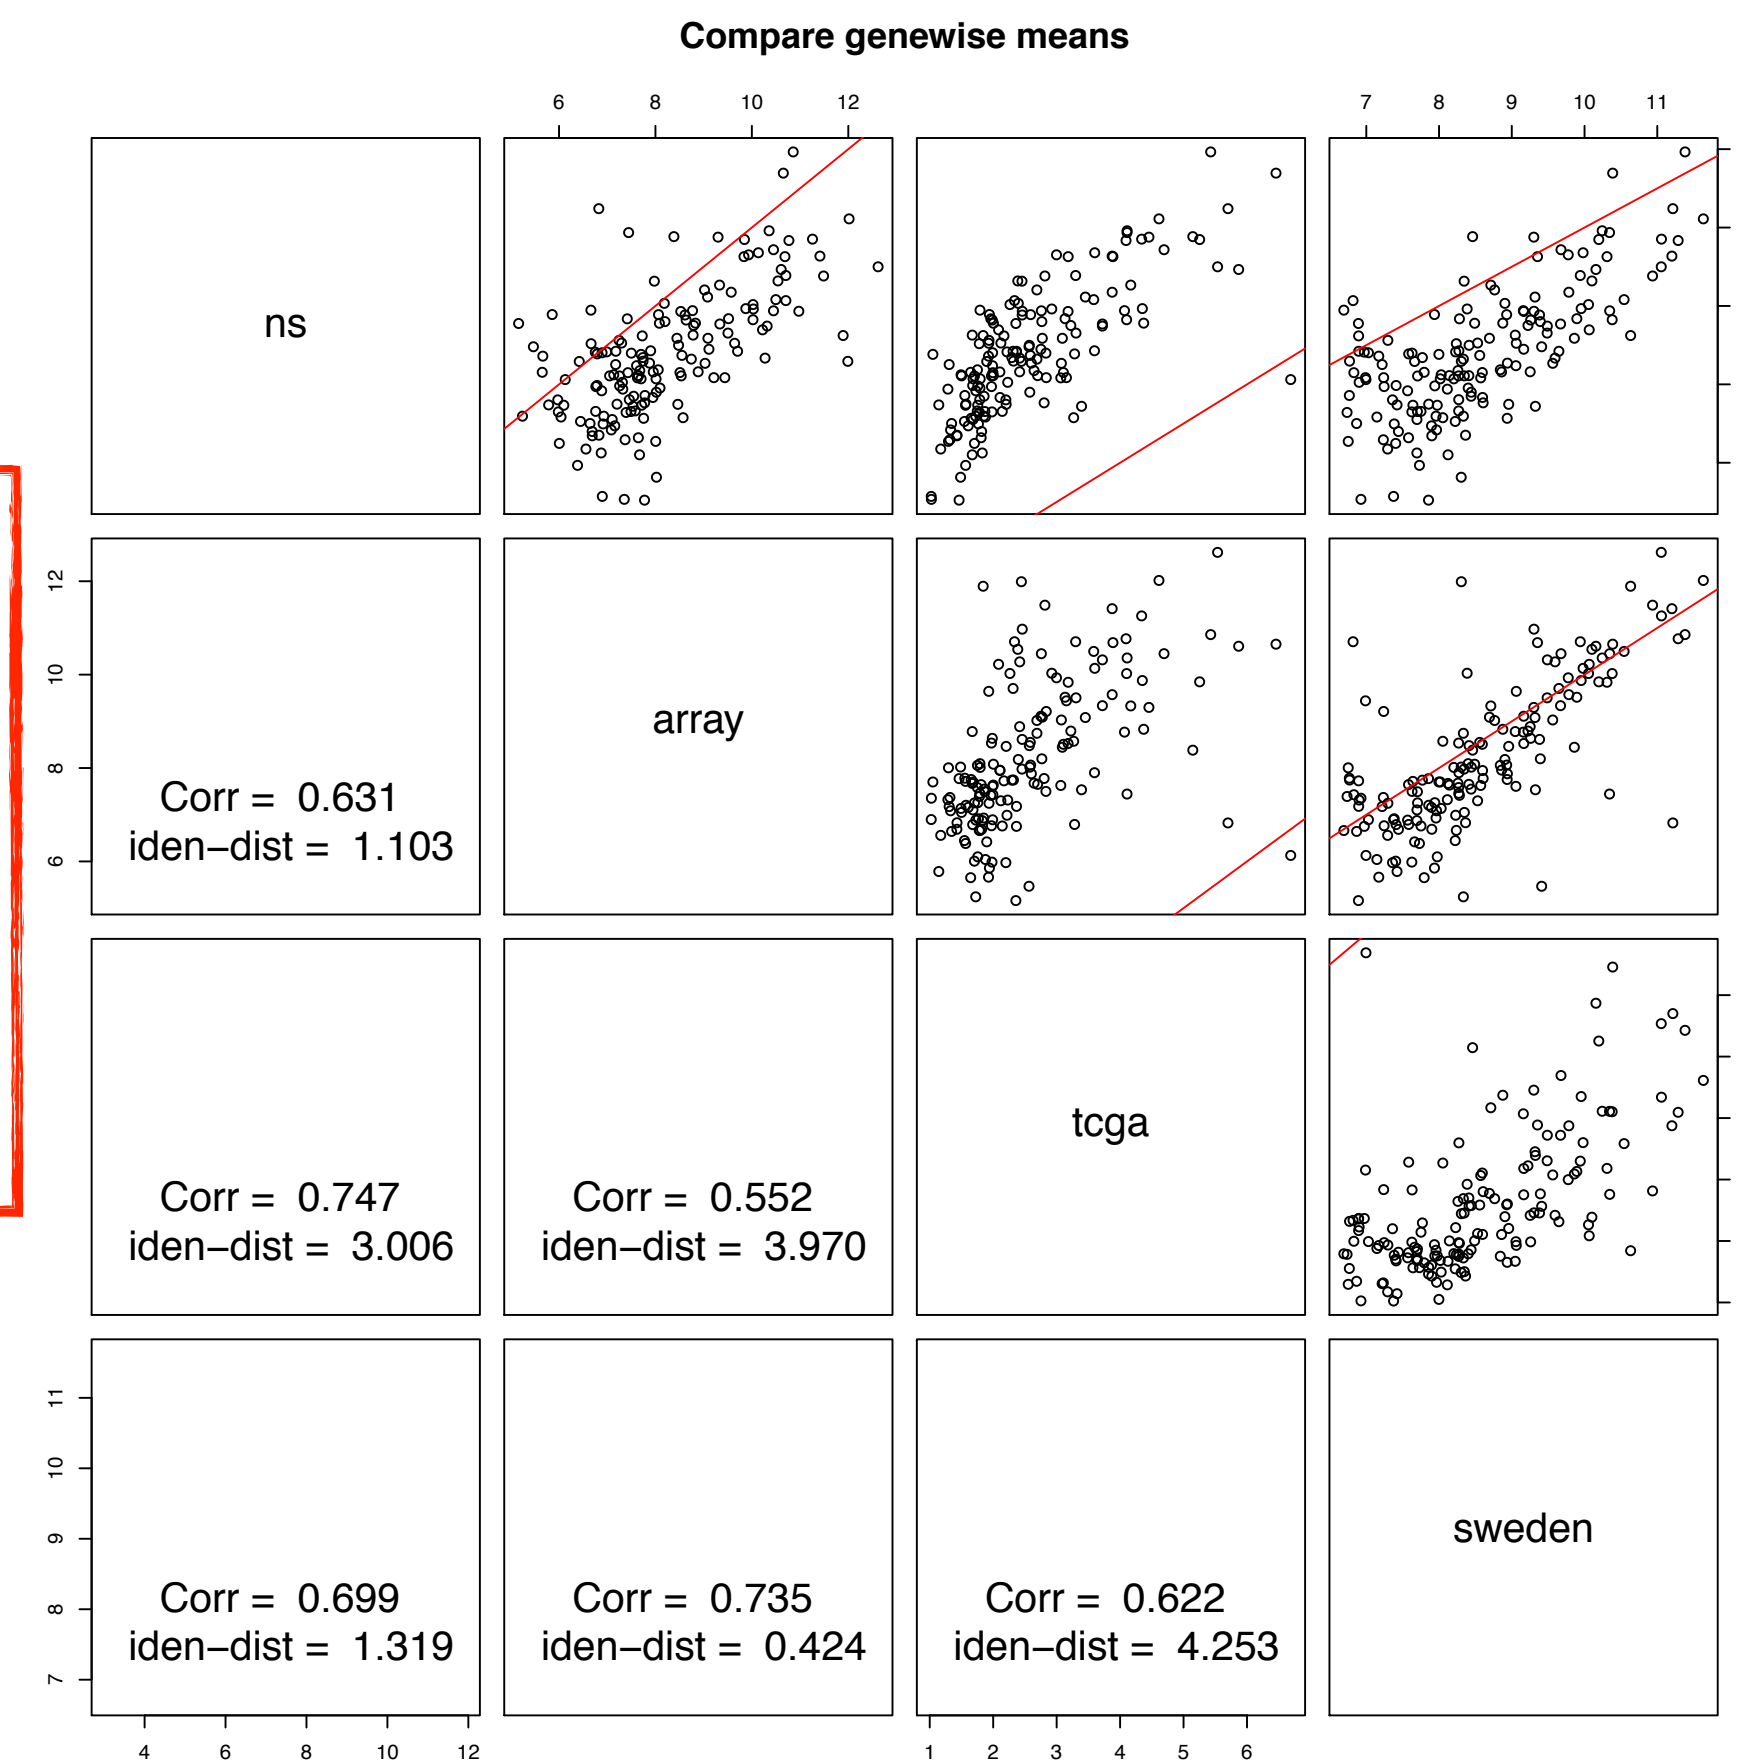 Compare genewise means
6 8 10 12
7 8 9 10 11
ns
12
10
8
6
array
Corr = 0.631
iden−dist = 1.103
tcga
Corr = 0.747
iden−dist = 3.006
Corr = 0.552
iden−dist = 3.970
11
10
9
8
7
sweden
Corr = 0.699
iden−dist = 1.319
Corr = 0.735
iden−dist = 0.424
Corr = 0.622
iden−dist = 4.253
4 6 8 10 12
1 2 3 4 5 6